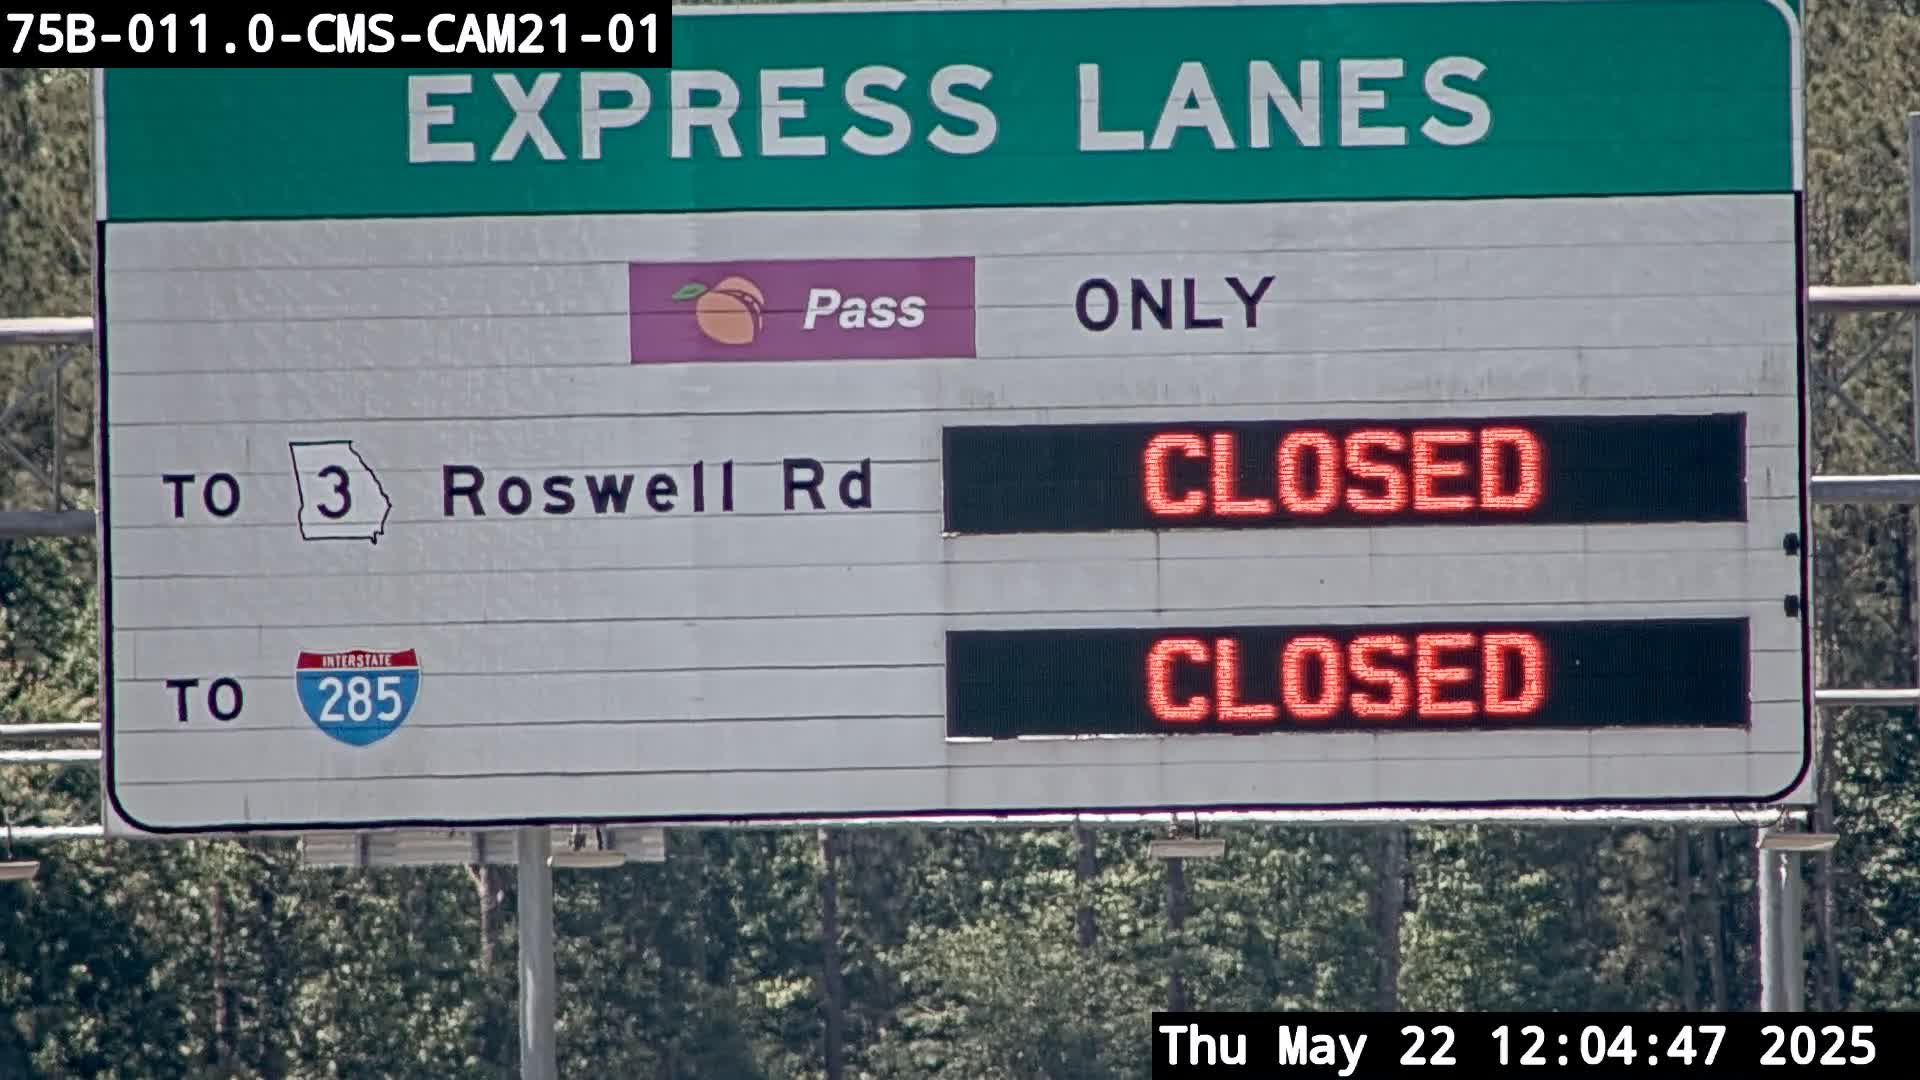 75B-011.0-CMS-CAM21-01
EXPRESS LANES
Pass ONLY
TO 3 Roswell Rd CLOSED
TO INTERSTATE 285 CLOSED
Thu May 22 12:04:47 2025